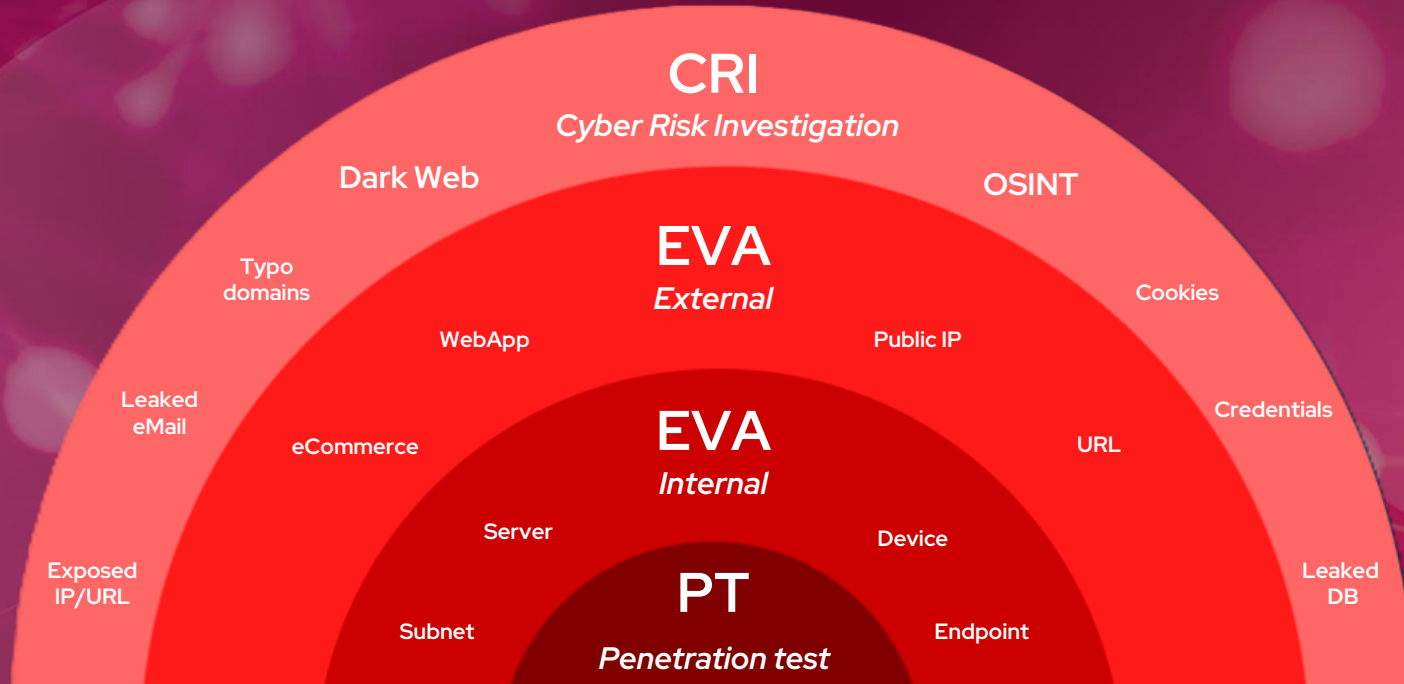 CRI
Cyber Risk Investigation
Dark Web
OSINT
Typo
domains
Cookies
Leaked
eMail
Credentials
Exposed
IP/URL
Leaked
DB
EVA
External
WebApp
Public IP
eCommerce
URL
EVA
Internal
Server
Device
Subnet
Endpoint
PT
Penetration test